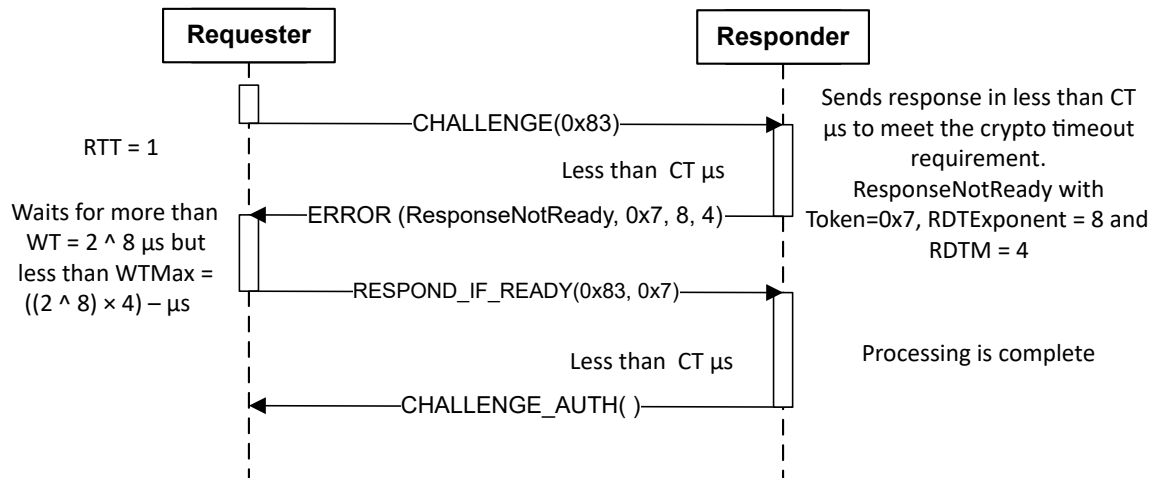 Requester
Responder
CHALLENGE(0x83)
RTT = 1
Less than  CT μs
Sends response in less than CT
μs to meet the crypto timeout
requirement.
ResponseNotReady with
Token=0x7, RDTExponent = 8 and
RDTM = 4
ERROR (ResponseNotReady, 0x7, 8, 4)
Waits for more than
WT = 2 ^ 8 μs but
less than WTMax =
((2 ^ 8) × 4) – μs
RESPOND_IF_READY(0x83, 0x7)
Less than  CT μs
Processing is complete
CHALLENGE_AUTH( )